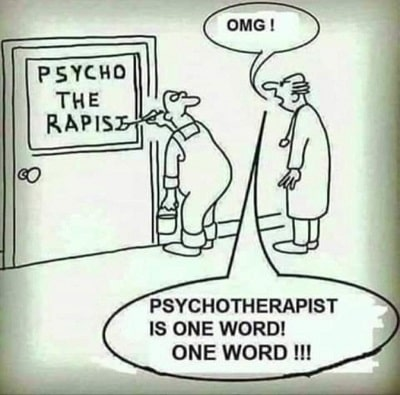 OMG !
PSYCHO
THE
RAPIST
PSYCHOTHERAPIST
IS ONE WORD!
ONE WORD !!!